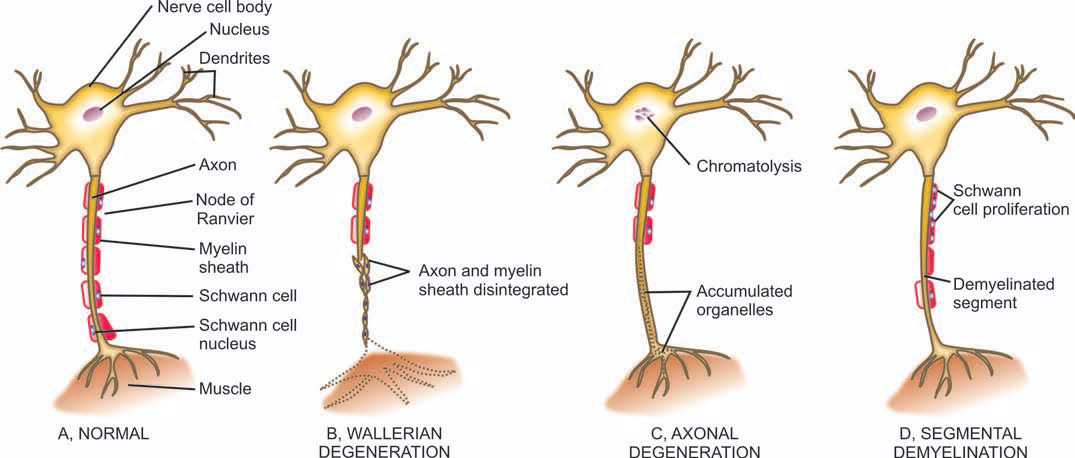 Nerve cell body
Nucleus
Dendrites
Axon
Node of
Ranvier
Myelin
sheath
Schwann cell
Schwann cell
nucleus
Muscle
A, NORMAL
Axon and myelin
sheath disintegrated
B, WALLERIAN
DEGENERATION
Chromatolysis
Accumulated
organelles
C, AXONAL
DEGENERATION
Schwann
cell proliferation
Demyelinated
segment
D, SEGMENTAL
DEMYELINATION